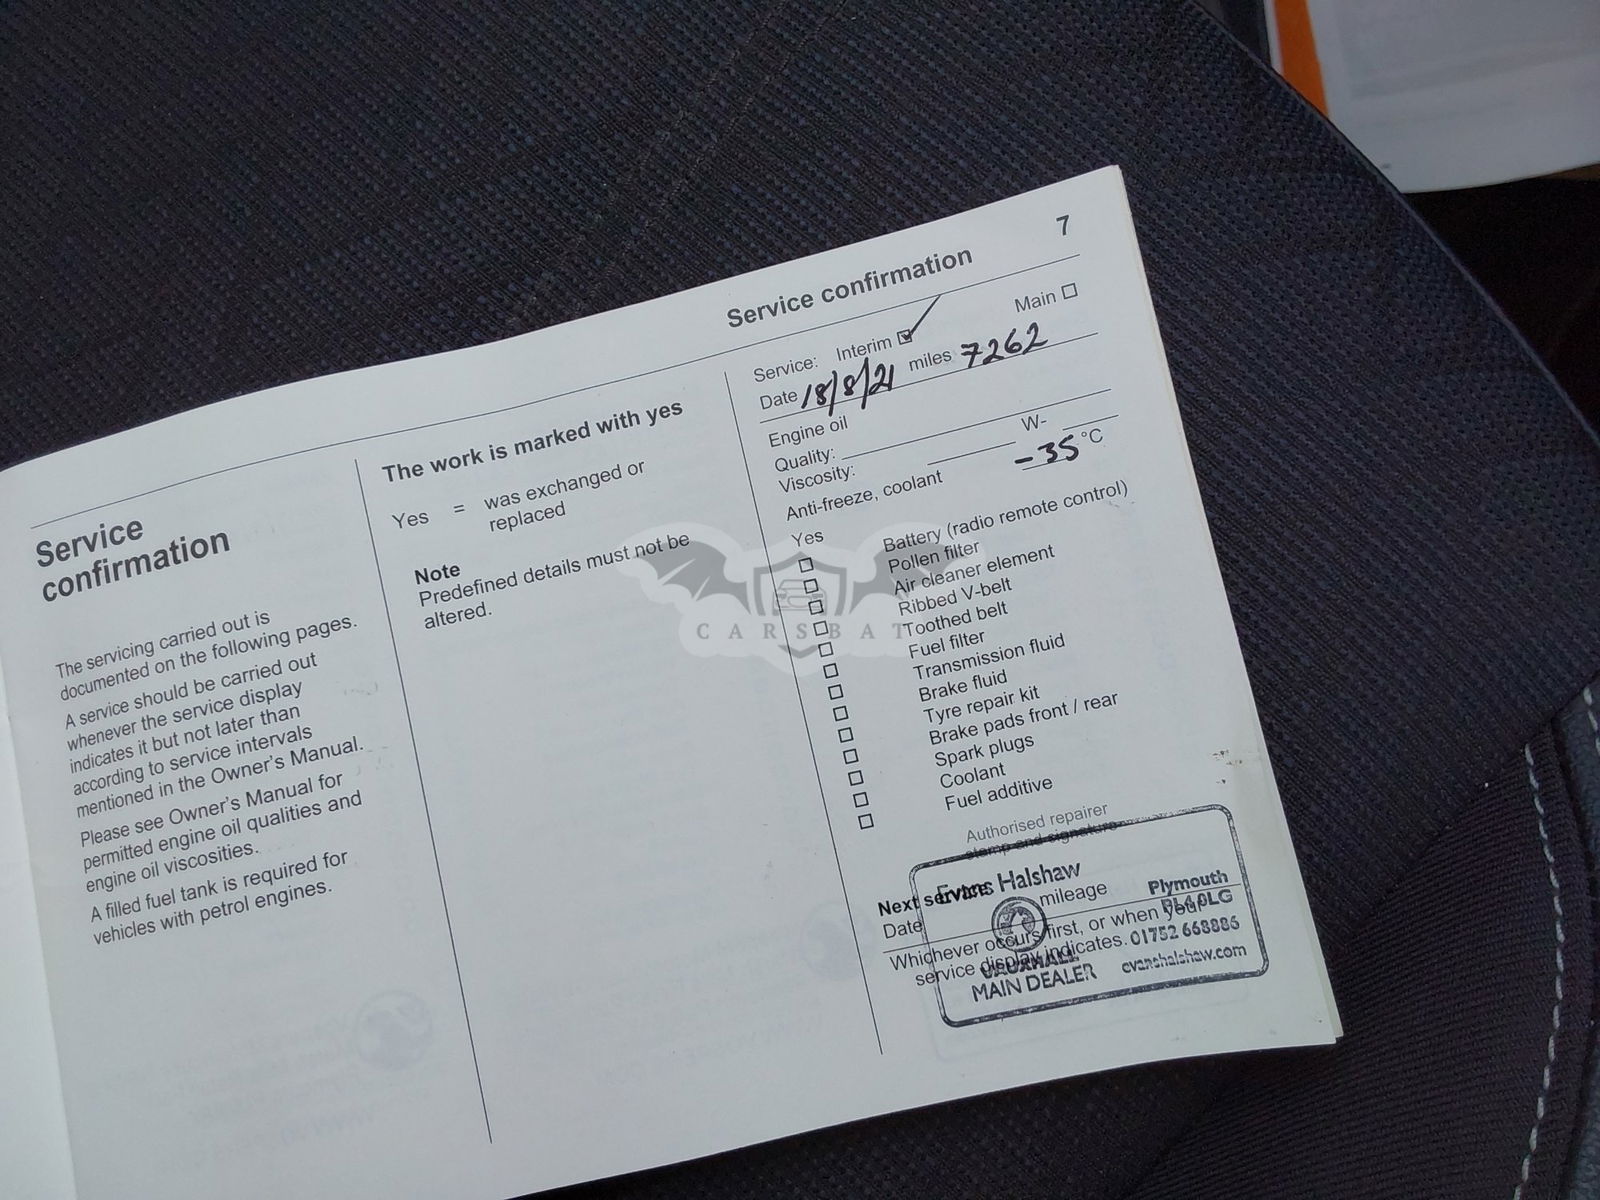 7
Service confirmation
Service
confirmation
The servicing carried out is
documented on the following pages.
A service should be carried out
whenever the service display
indicates it but not later than
according to service intervals
mentioned in the Owner's Manual.
Please see Owner's Manual for
permitted engine oil qualities and
engine oil viscosities.
A filled fuel tank is required for
vehicles with petrol engines.
The work is marked with yes
Yes = was exchanged or
replaced
Note
Predefined details must not be
altered.
Service: Interim Main
Date 18/8/21 miles 7262
Engine oil
Quality:
Viscosity: W-
Anti-freeze, coolant -35 °C
Yes
Battery (radio remote control)
Pollen filter
Air cleaner element
Ribbed V-belt
Toothed belt
Fuel filter
Transmission fluid
Brake fluid
Tyre repair kit
Brake pads front / rear
Spark plugs
Coolant
Fuel additive
Authorised repairer
stamp and signature
Next service
Date mileage
Whichever occurs first, or when your
service display indicates.
Evans Halshaw
VAUXHALL
MAIN DEALER
Plymouth
PL6 0LG
01752 668886
evanshalshaw.com
CARSBAT